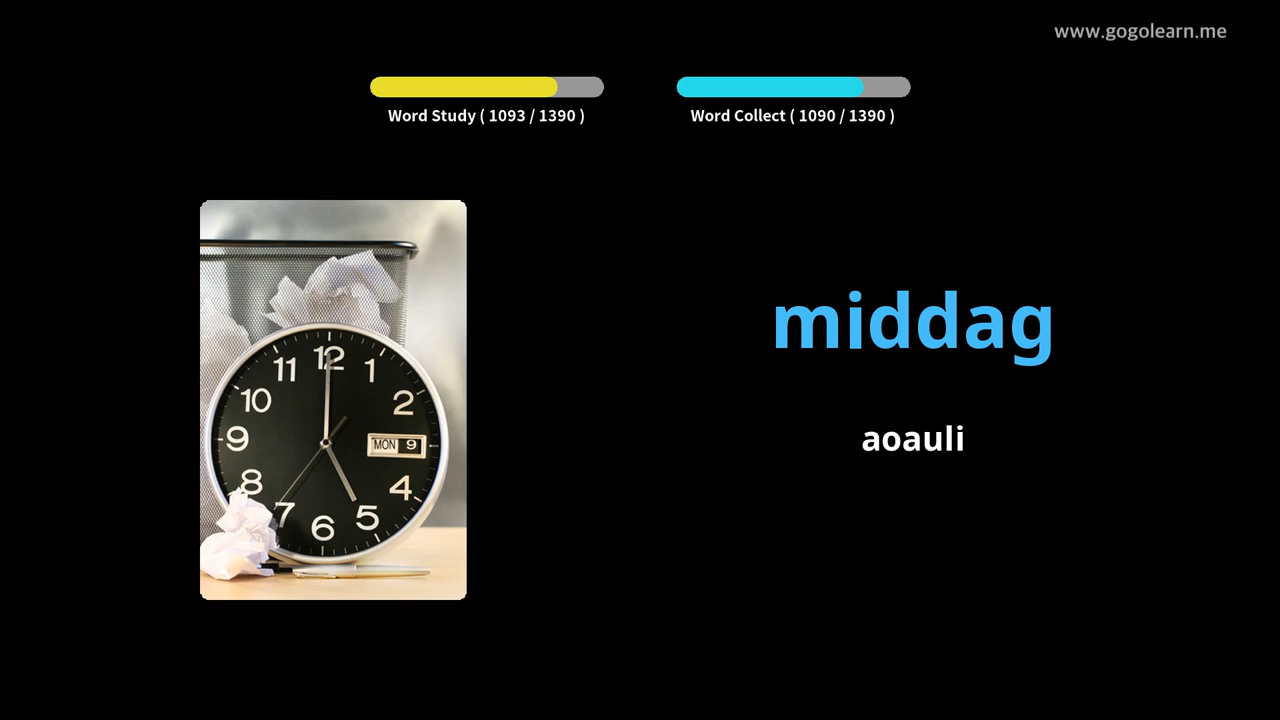 www.gogolearn.me
Word Study ( 1093 / 1390 )
Word Collect ( 1090 / 1390 )
12
11
1
10
2
9
MON 9
8
4
7
5
6
middag
aoauli